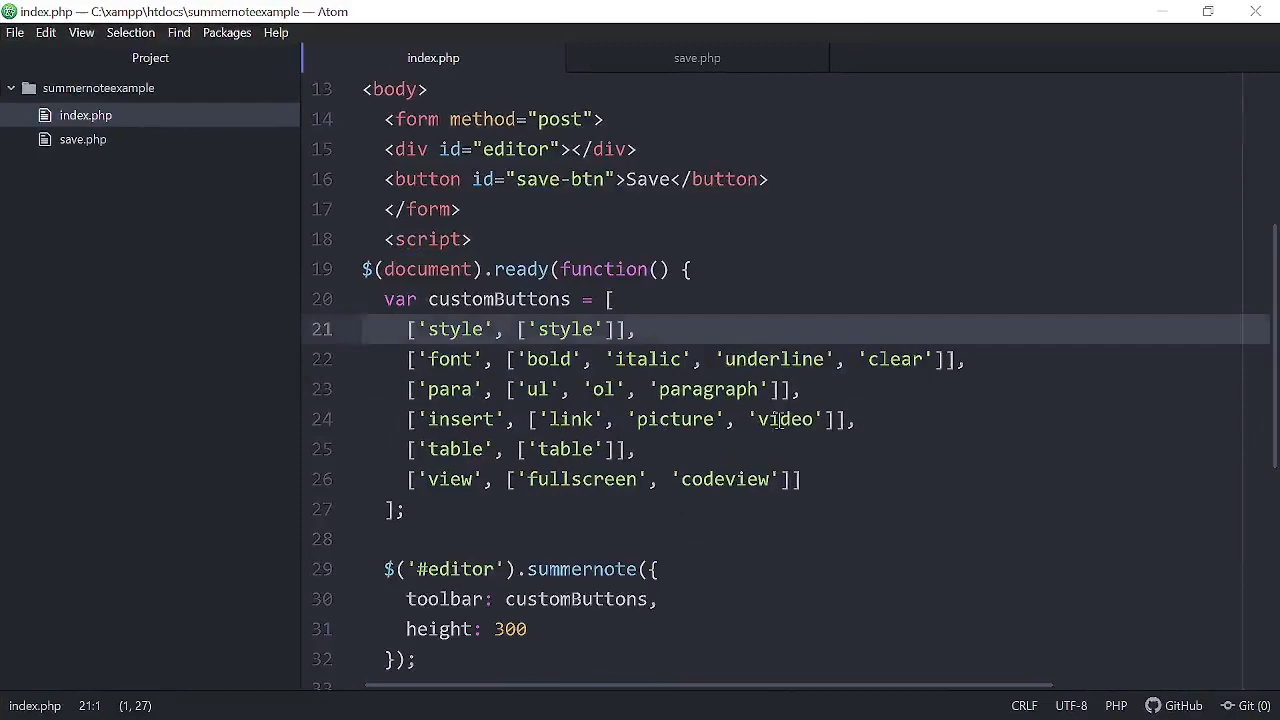 index.php — C:\xampp\htdocs\summernoteexample — Atom
File Edit View Selection Find Packages Help
Project
index.php
save.php
summernoteexample
index.php
save.php
13 <body>
14 <form method="post">
15 <div id="editor"></div>
16 <button id="save-btn">Save</button>
17 </form>
18 <script>
19 $(document).ready(function() {
20 var customButtons = [
21 ['style', ['style']],
22 ['font', ['bold', 'italic', 'underline', 'clear']],
23 ['para', ['ul', 'ol', 'paragraph']],
24 ['insert', ['link', 'picture', 'video']],
25 ['table', ['table']],
26 ['view', ['fullscreen', 'codeview']]
27 ];
28
29 $('#editor').summernote({
30 toolbar: customButtons,
31 height: 300
32 });
33
index.php 21:1 (1, 27) CRLF UTF-8 PHP GitHub Git (0)